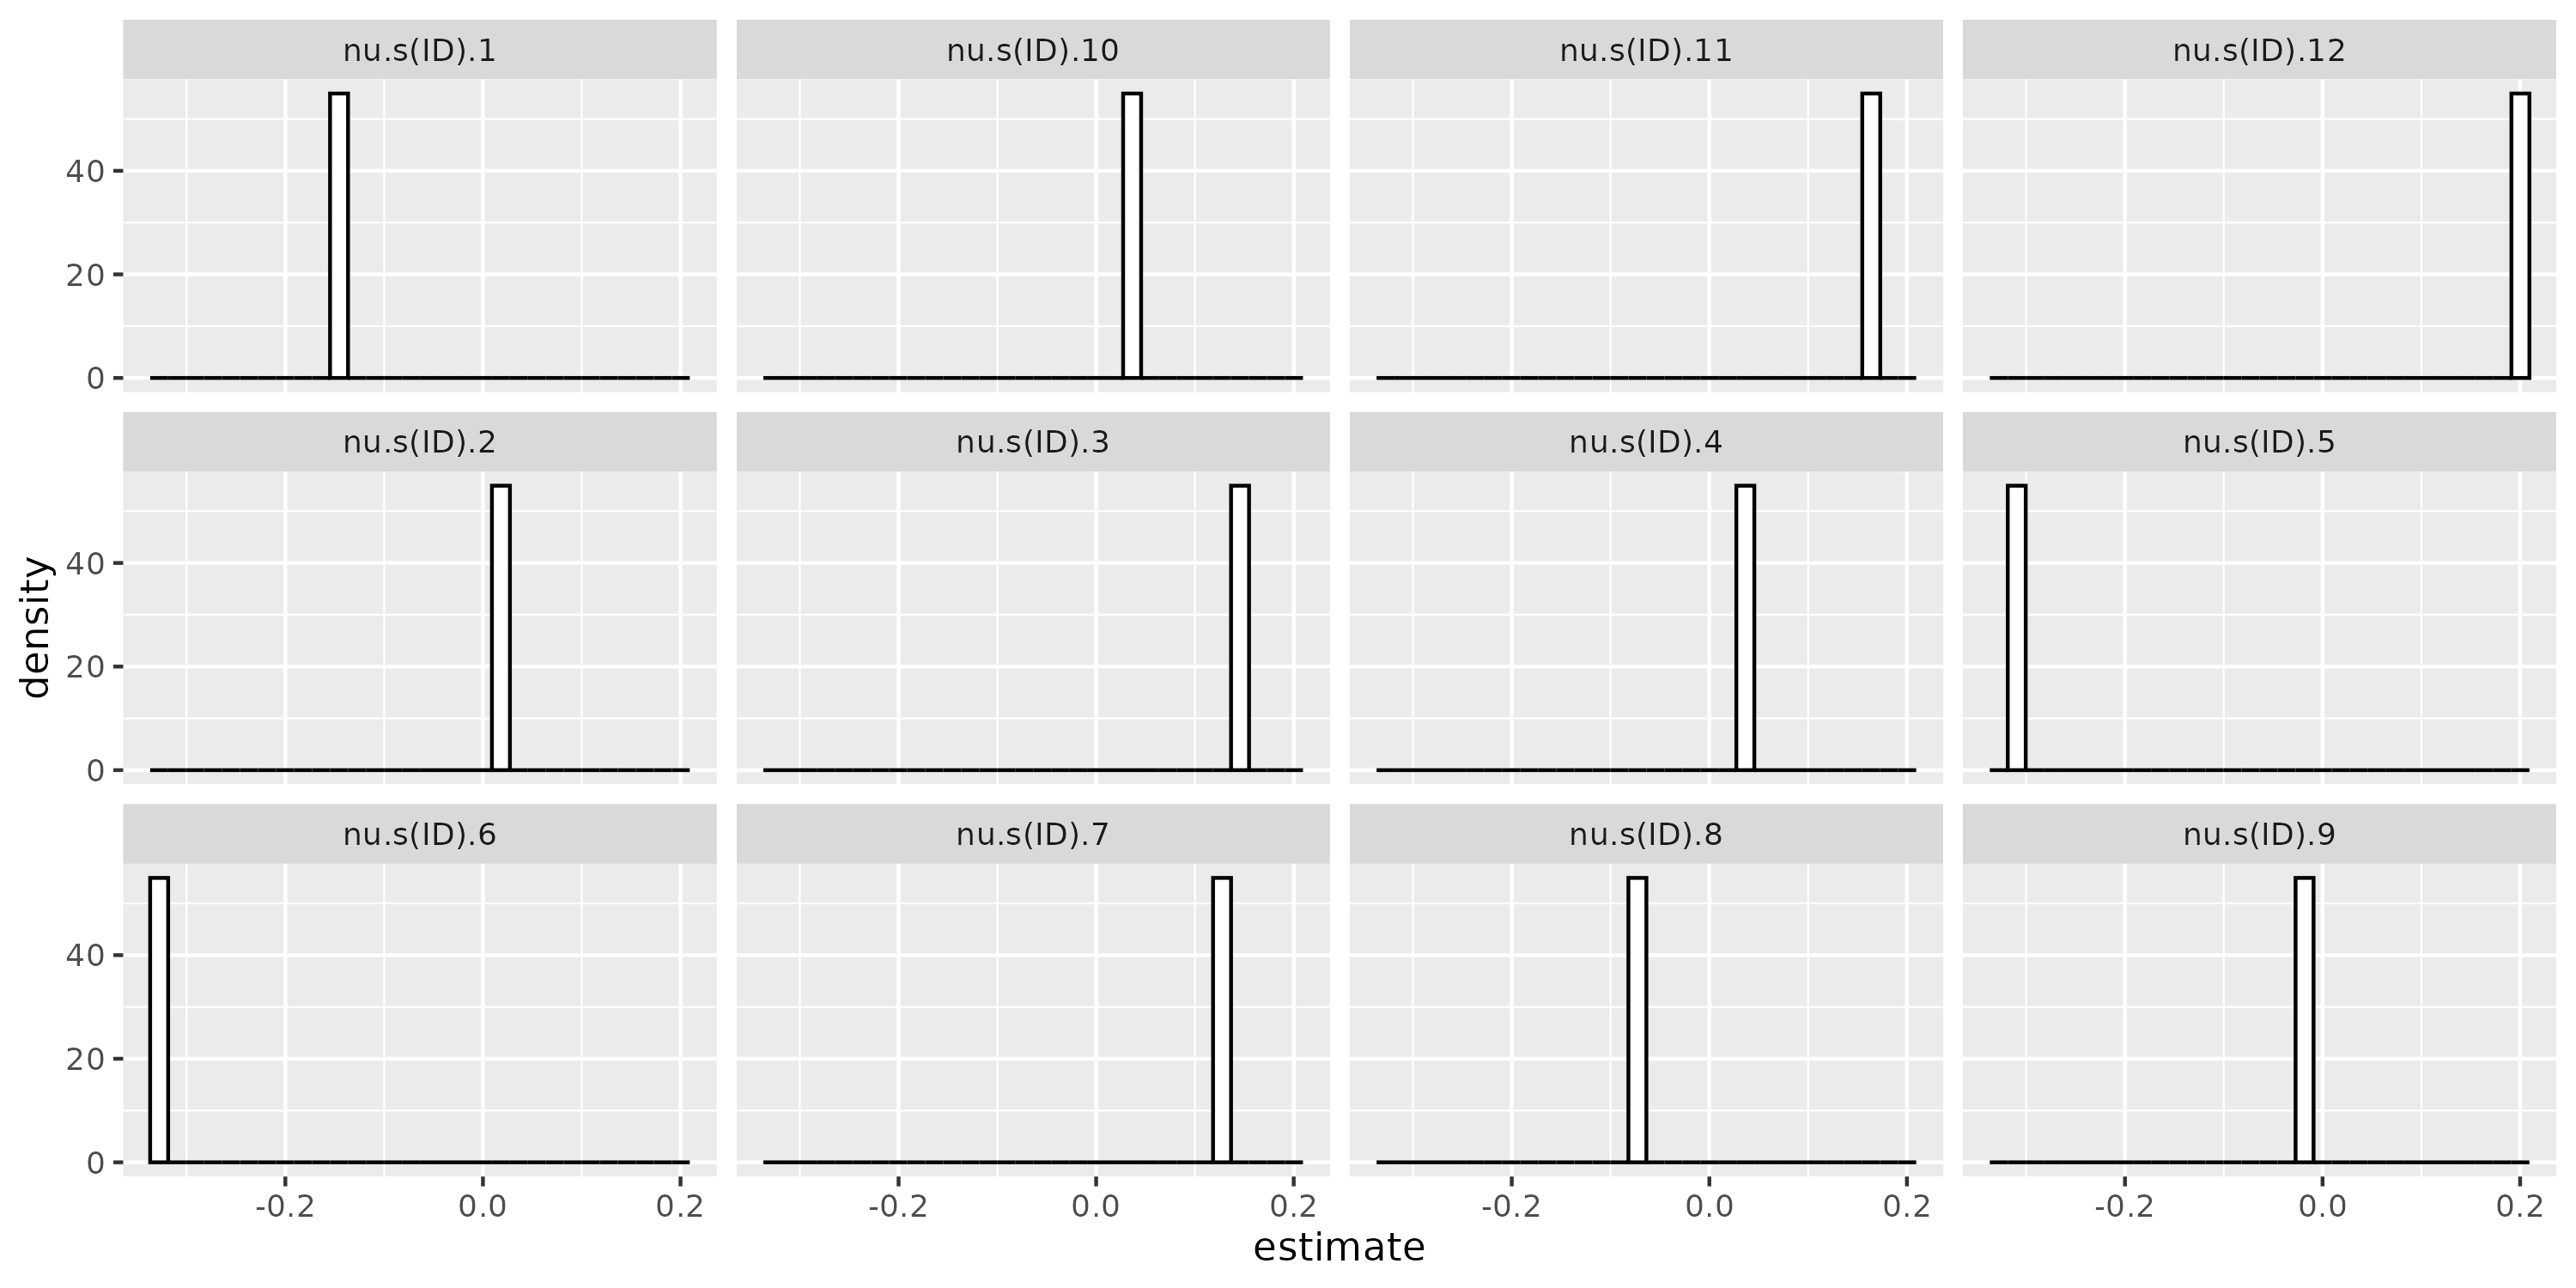 nu.s(ID).1 nu.s(ID).10 nu.s(ID).11 nu.s(ID).12
40
20
0
nu.s(ID).2 nu.s(ID).3 nu.s(ID).4 nu.s(ID).5
density
40
20
0
nu.s(ID).6 nu.s(ID).7 nu.s(ID).8 nu.s(ID).9
40
20
0
-0.2 0.0 0.2 -0.2 0.0 0.2 -0.2 0.0 0.2 -0.2 0.0 0.2
estimate